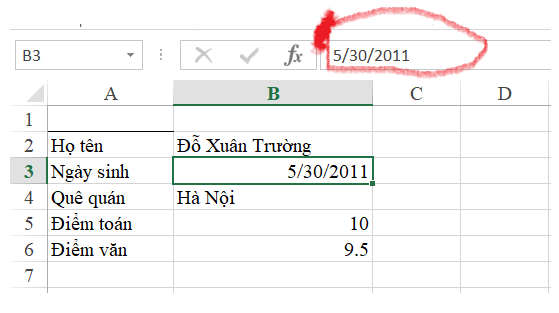 B3 fx 5/30/2011
A B C D
1
2 Họ tên Đỗ Xuân Trường
3 Ngày sinh 5/30/2011
4 Quê quán Hà Nội
5 Điểm toán 10
6 Điểm văn 9.5
7